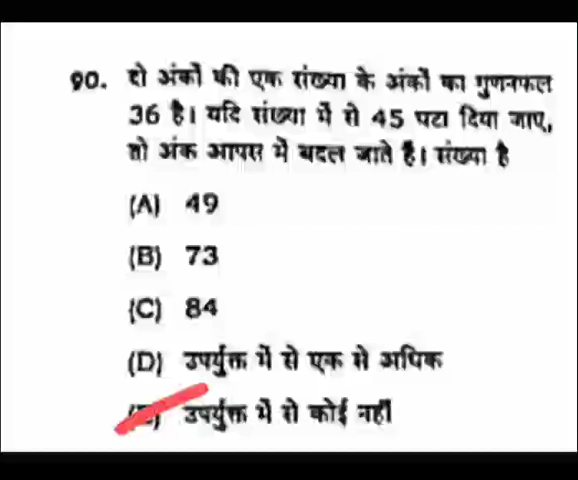 90. दो अंकों की एक संख्या के अंकों का गुणनफल
36 है। यदि संख्या में से 45 घटा दिया जाए,
तो अंक आपस में बदल जाते है। संख्या है
(A) 49
(B) 73
(C) 84
(D) उपर्युक्त में से एक से अधिक
(E) उपर्युक्त में से कोई नहीं